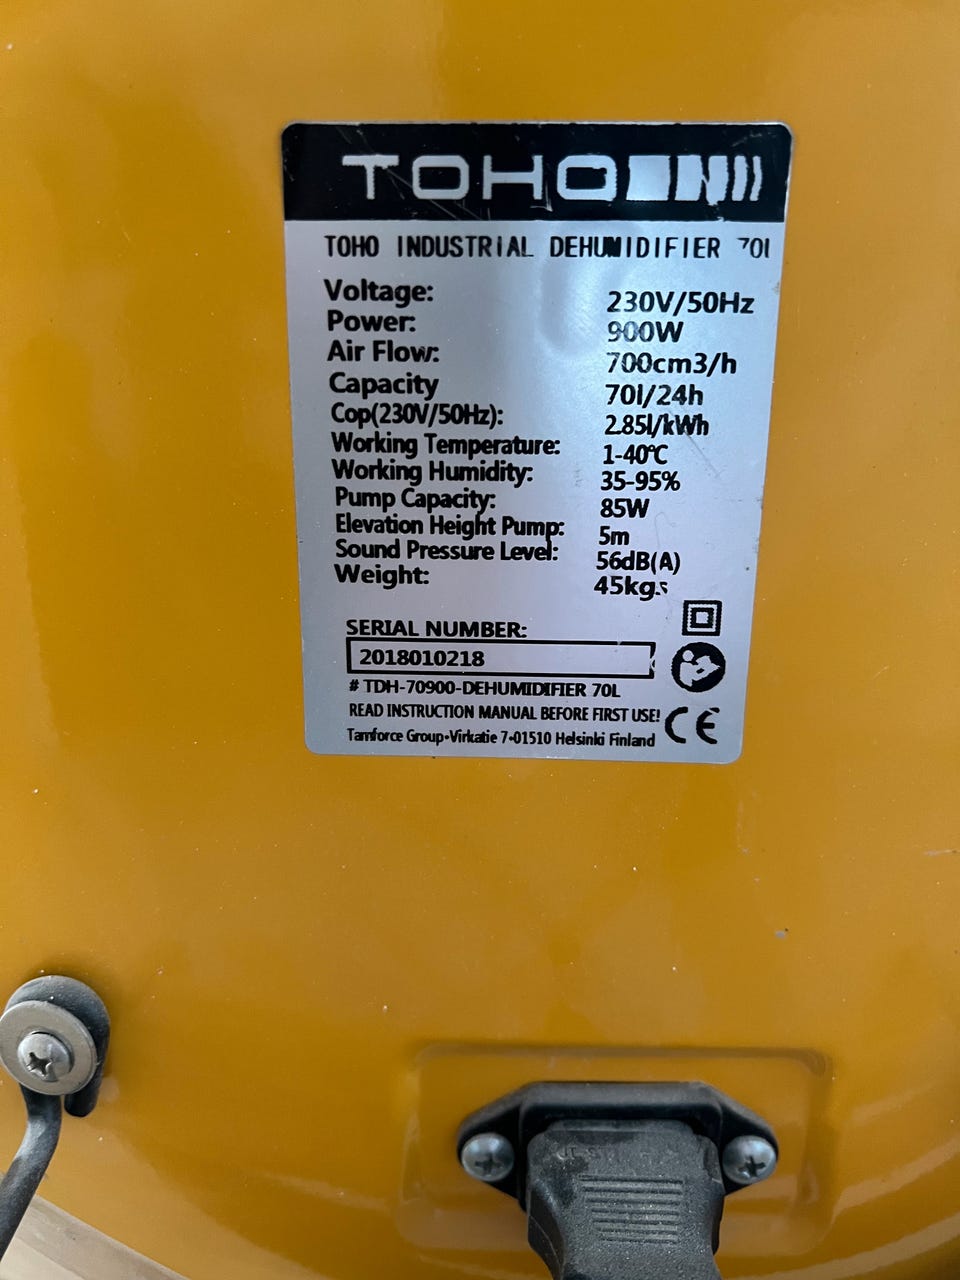 TOHO
TOHO INDUSTRIAL DEHUMIDIFIER 70l
Voltage: 230V/50Hz
Power: 900W
Air Flow: 700cm3/h
Capacity 70l/24h
Cop(230V/50Hz): 2.85l/kWh
Working Temperature: 1-40°C
Working Humidity: 35-95%
Pump Capacity: 85W
Elevation Height Pump: 5m
Sound Pressure Level: 56dB(A)
Weight: 45kg.s
SERIAL NUMBER:
2018010218
# TDH-70900-DEHUMIDIFIER 70L
READ INSTRUCTION MANUAL BEFORE FIRST USE!
CE
Tamforce Group•Virkatie 7•01510 Helsinki Finland